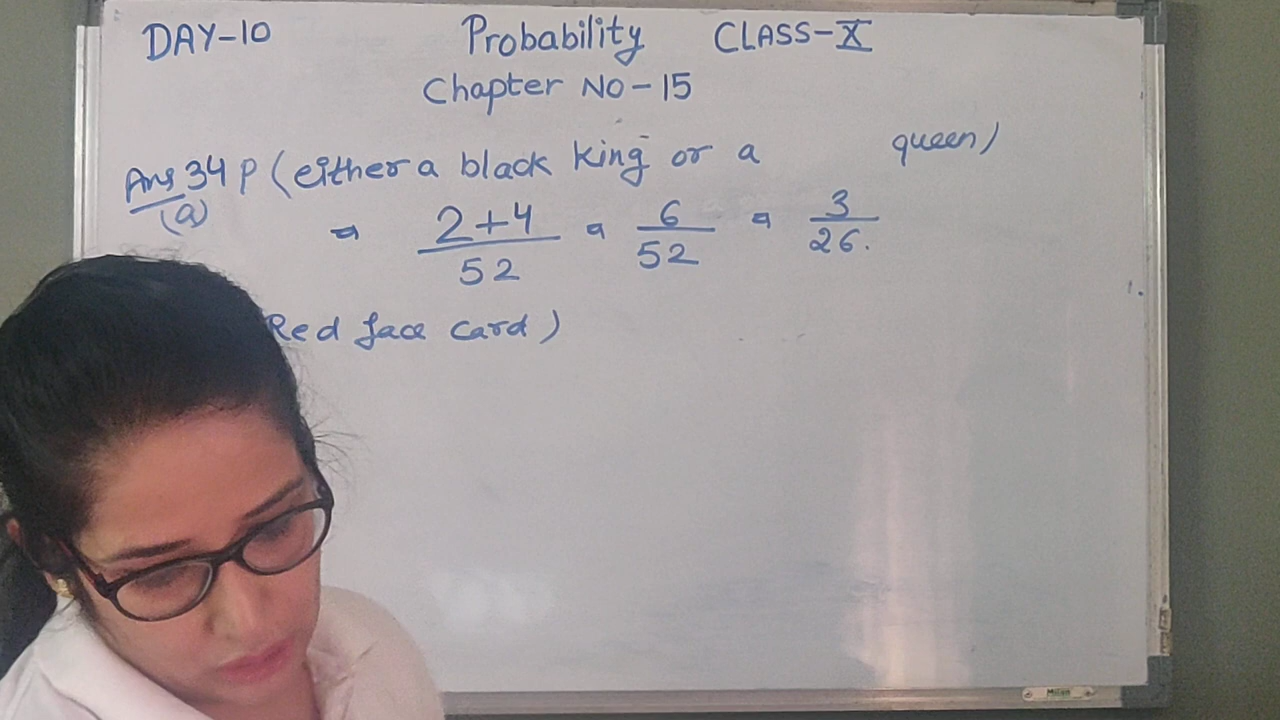 DAY-10 Probability CLASS-X
Chapter NO-15
Ans 34 P (either a black king or a queen)
(a) = 2+4/52 = 6/52 = 3/26.
Red face card)